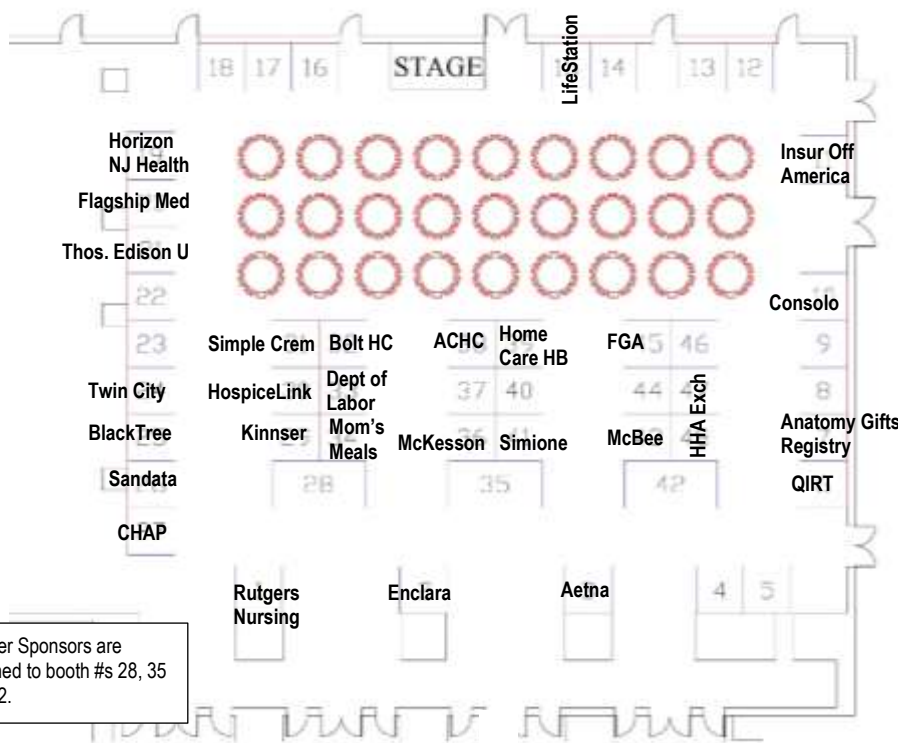 18 17 16 STAGE LifeStation 14 13 12
Horizon
NJ Health
Insur Off
America
Flagship Med
Thos. Edison U
22
Consolo
23
Simple Crem
Bolt HC
ACHC
Home
Care HB
FGA
46
9
Twin City
HospiceLink
Dept of
Labor
37 40
44
8
BlackTree
Kinnser
Mom's
Meals
McKesson
Simione
McBee
HHA Exch
Anatomy Gifts
Registry
Sandata
28
35
42
QIRT
CHAP
Rutgers
Nursing
Enclara
Aetna
4 5
er Sponsors are
ned to booth #s 28, 35
2.